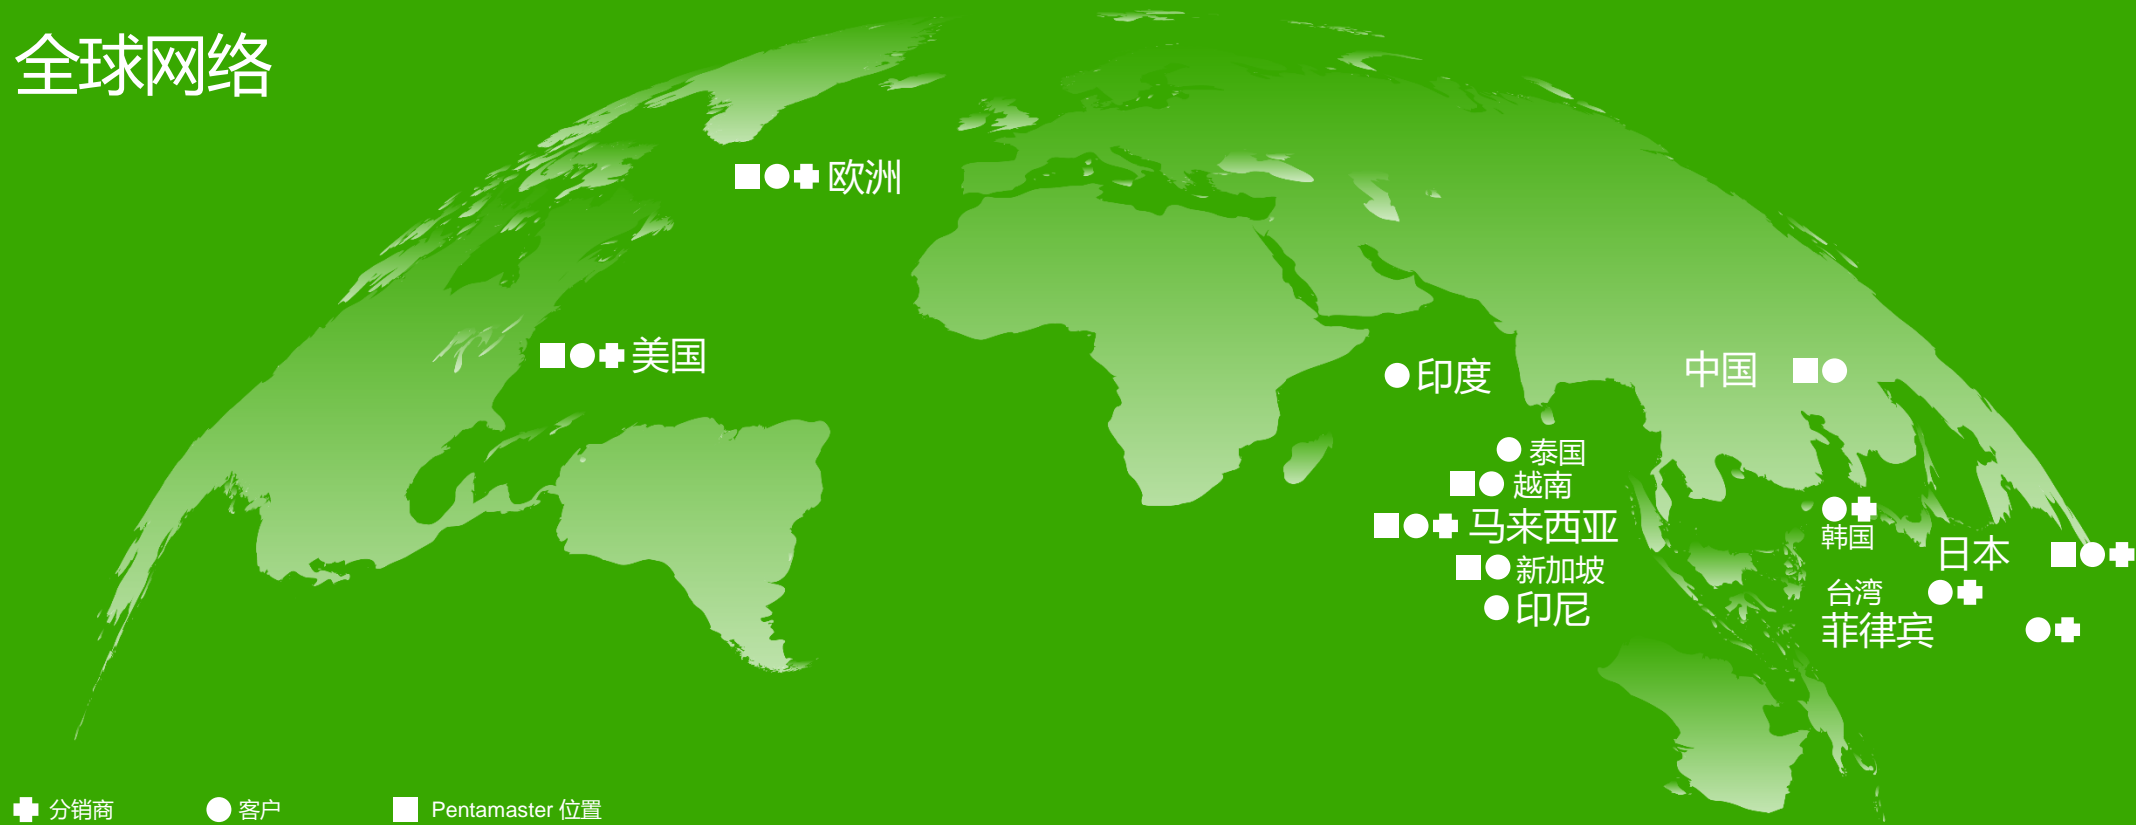 全球网络
欧洲
美国
印度
中国
泰国
越南
马来西亚
韩国
日本
新加坡
台湾
印尼
菲律宾
分销商
客户
Pentamaster 位置